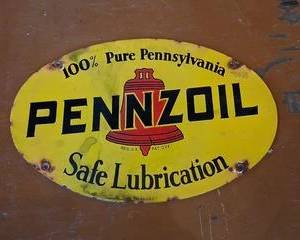 100% Pure Pennsylvania
PENNZOIL
Safe Lubrication